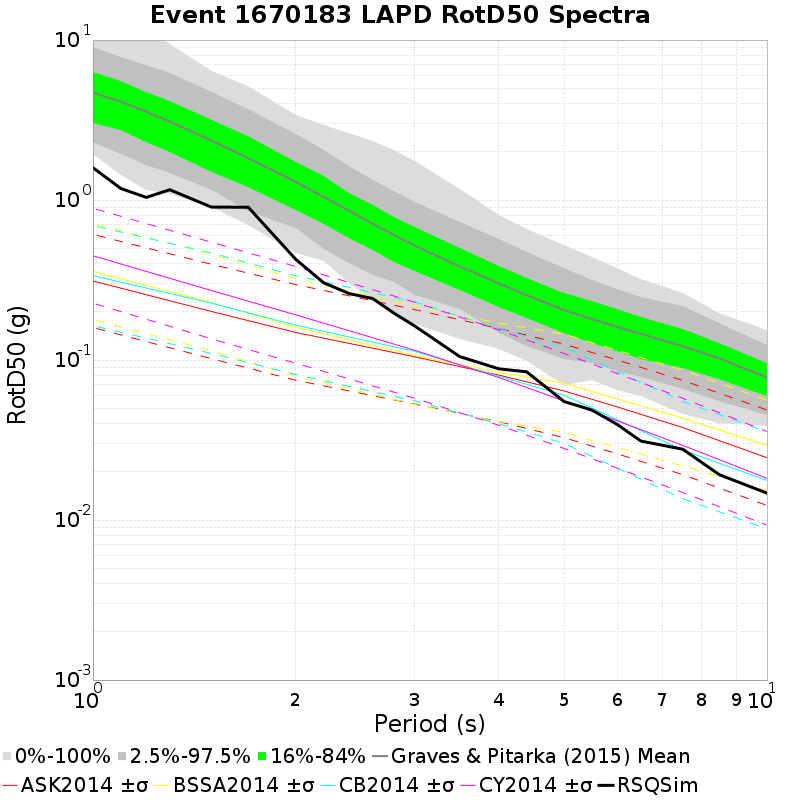 Event 1670183 LAPD RotD50 Spectra
10^1
10^0
10^-1
10^-2
10^-3
RotD50 (g)
10^0 2 3 4 5 6 7 8 9 10^1
Period (s)
0%-100% 2.5%-97.5% 16%-84% Graves & Pitarka (2015) Mean
ASK2014 ±σ BSSA2014 ±σ CB2014 ±σ CY2014 ±σ RSQSim